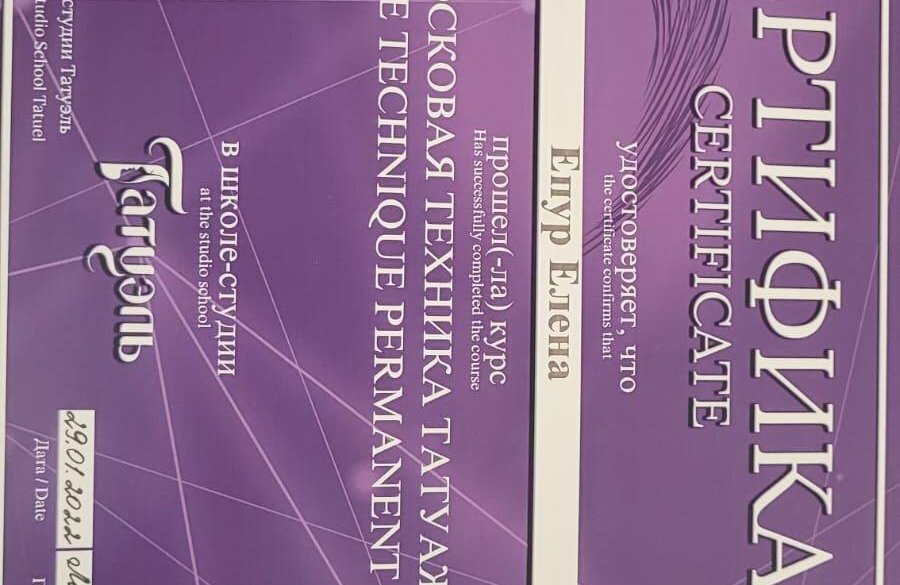 РТИФИКА
CERTIFICATE
удостоверяет, что
the certificate confirms that
Епур Елена
прошел(-ла) курс
Has successfully completed the course
СКОВАЯ ТЕХНИКА ТАТУАЖ
E TECHNIQUE PERMANENT
в школе-студии
at the studio school
Татуэль
студии Татуэль
tudio School Tatuel
29.01.2022
Дата / Date